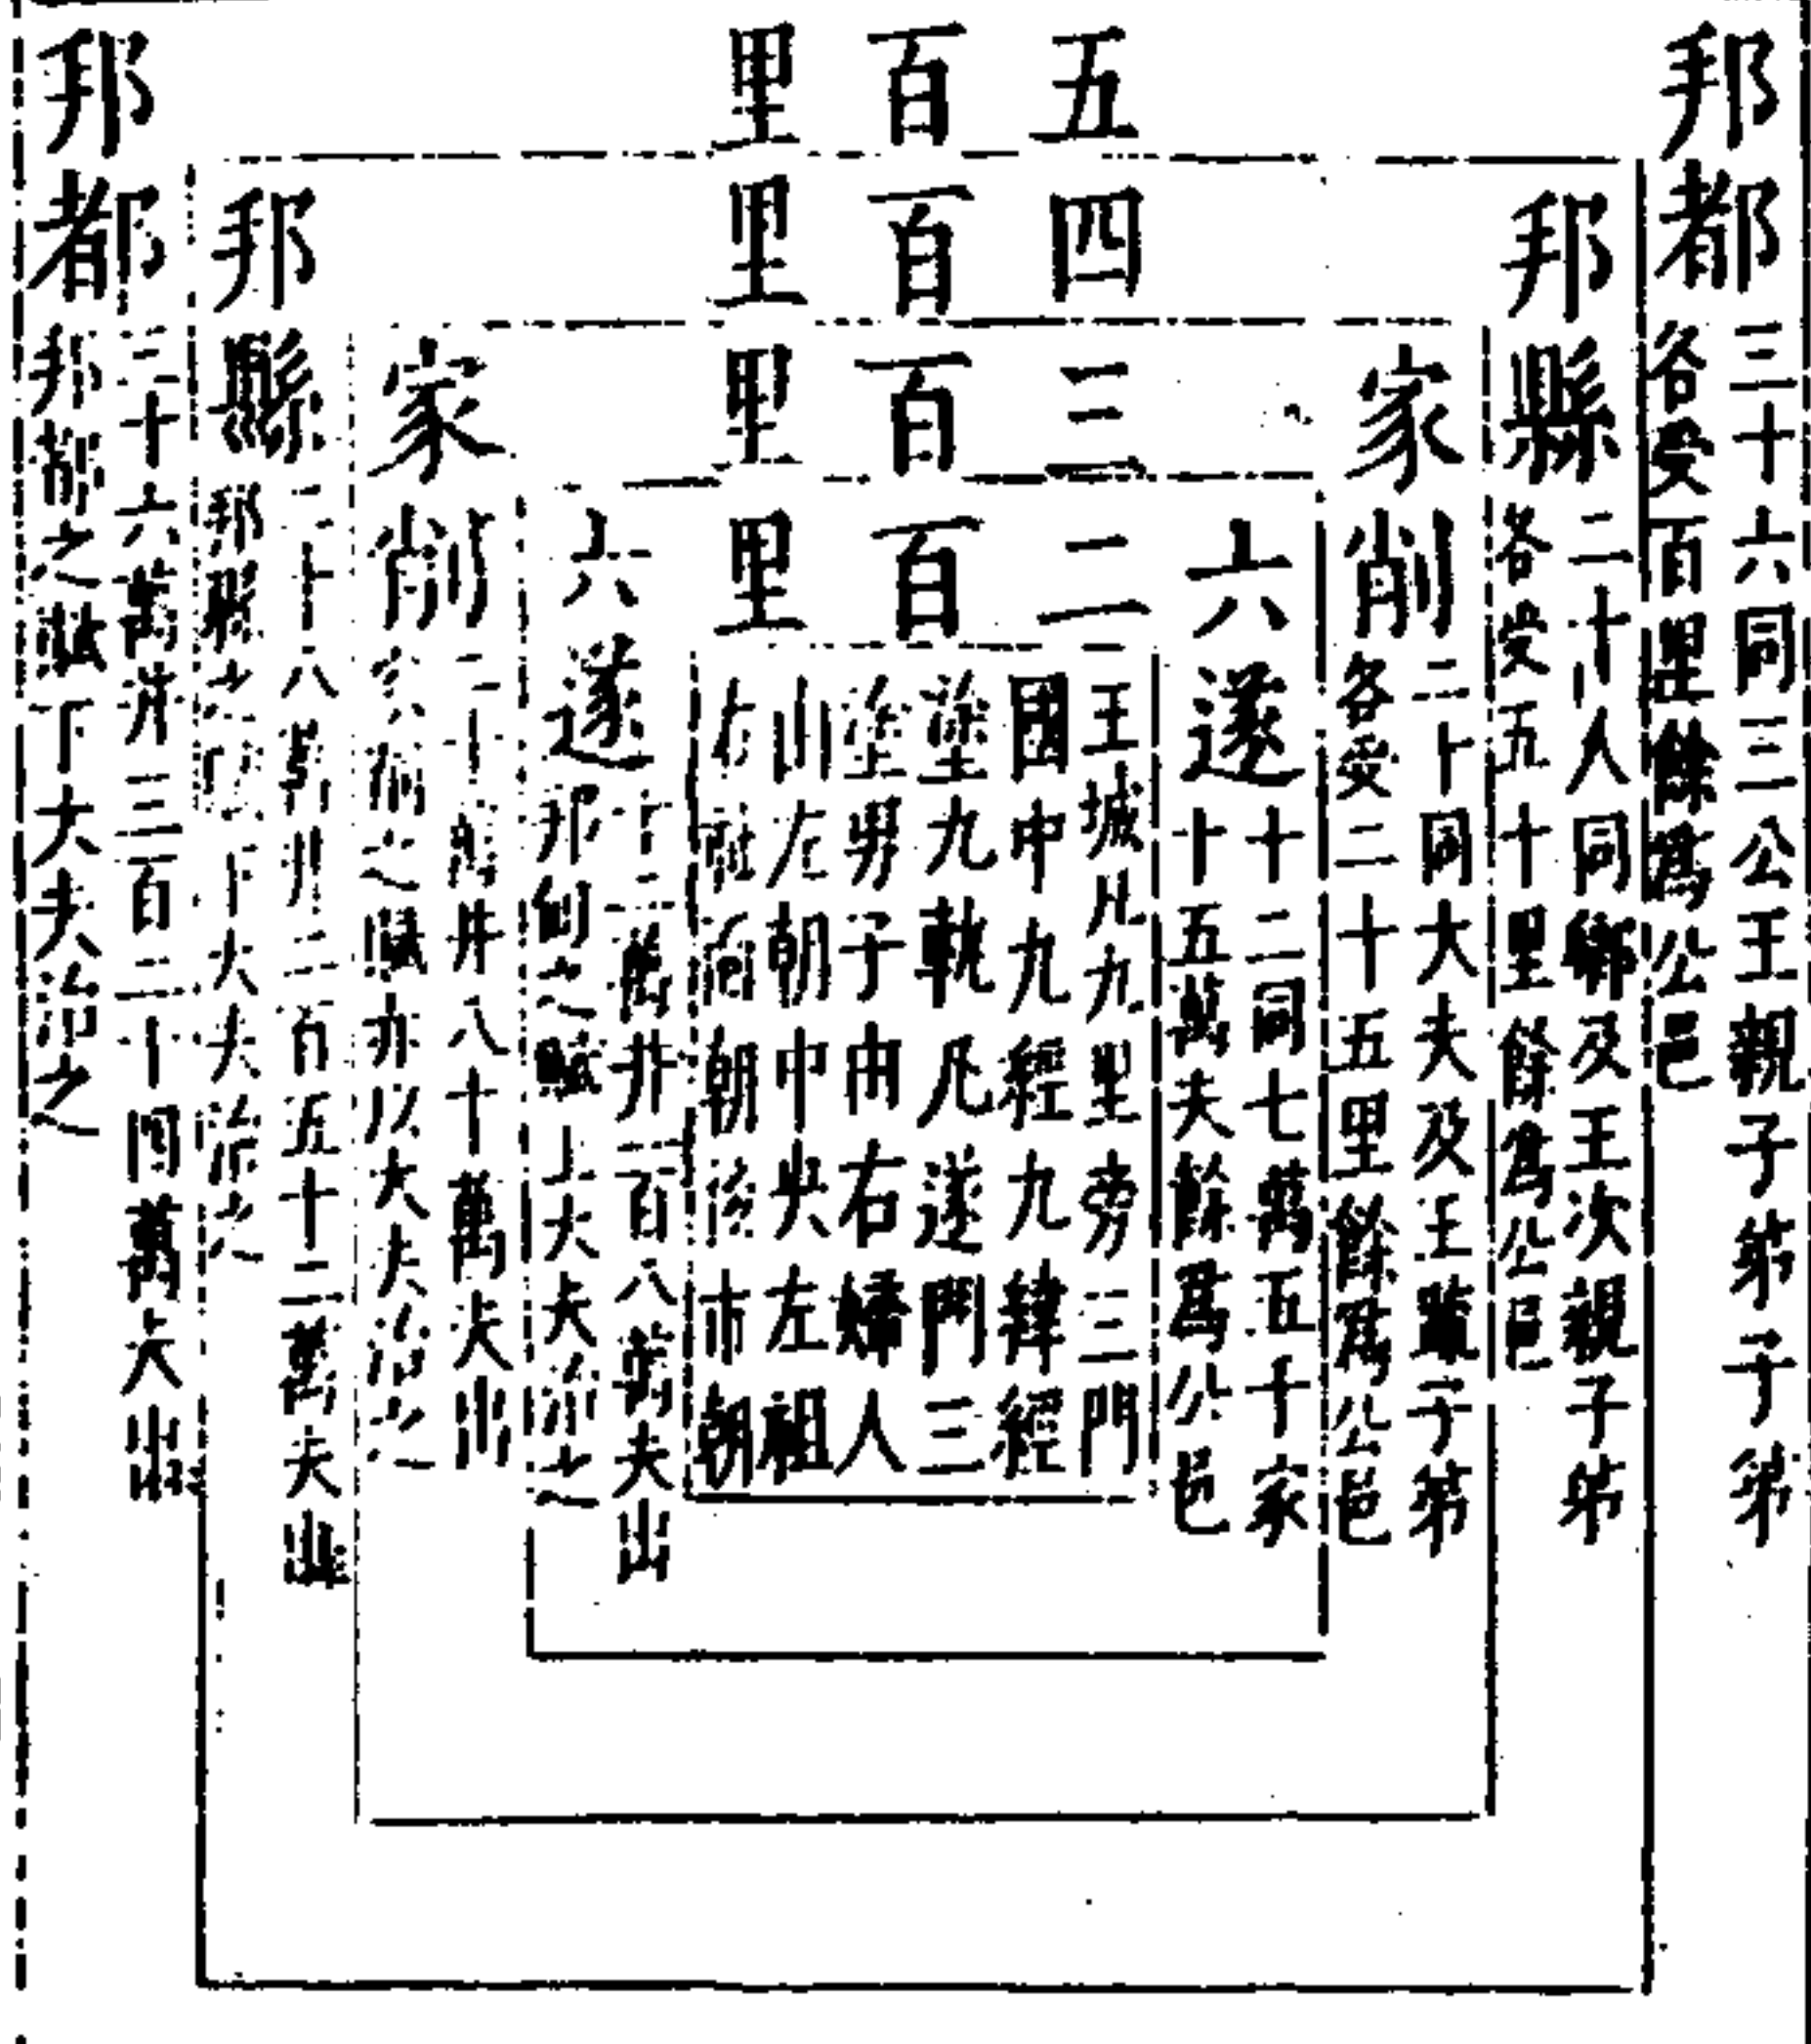 五百里
邦都
三十六同三公王親子弟子弟
各受百里餘爲公邑
邦都
三十六萬井三百二十四萬夫出
邦都之賦下大夫治之
四百里
邦縣
二十八同鄉及王次親子弟
各受五十里餘爲公邑
邦縣
二十八萬井二百五十二萬夫出
邦縣之賦下大夫治之
三百里
家削
二十同大夫及王 子弟
各受二十五里餘爲公邑
家削
二十萬井八十萬夫出
家削之賦亦以大夫治之
二百里
六遂
十二同七萬五千家
十五萬夫餘爲公邑
六遂
十二萬井一百八萬夫出
邦甸之賦上大夫治之
王城凡九里旁三門
國中九經九緯經
塗九軌凡遂門三
塗男子由右婦人
由左朝中央左祖
右社面朝後市朝